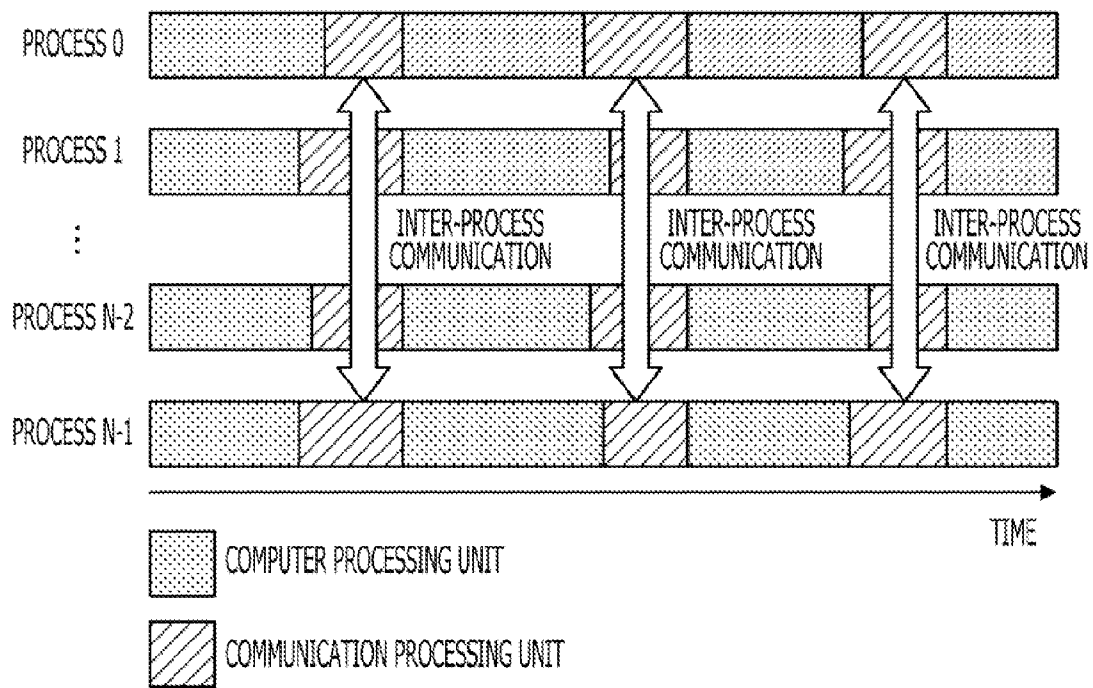 PROCESS 0
PROCESS 1
⋮
INTER-PROCESS
COMMUNICATION
INTER-PROCESS
COMMUNICATION
INTER-PROCESS
COMMUNICATION
PROCESS N-2
PROCESS N-1
TIME
COMPUTER PROCESSING UNIT
COMMUNICATION PROCESSING UNIT